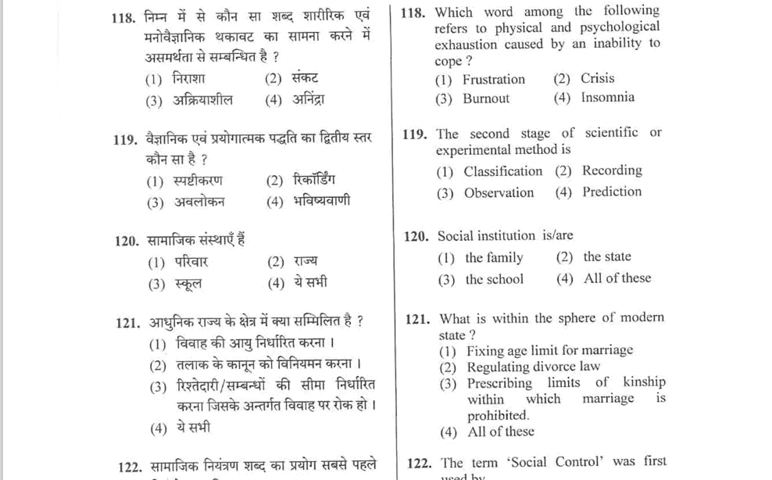 118. निम्न में से कौन सा शब्द शारीरिक एवं
मनोवैज्ञानिक थकावट का सामना करने में
असमर्थता से सम्बन्धित है ?
(1) निराशा (2) संकट
(3) अक्रियाशील (4) अनिंद्रा
119. वैज्ञानिक एवं प्रयोगात्मक पद्धति का द्वितीय स्तर
कौन सा है ?
(1) स्पष्टीकरण (2) रिकॉर्डिंग
(3) अवलोकन (4) भविष्यवाणी
120. सामाजिक संस्थाएँ हैं
(1) परिवार (2) राज्य
(3) स्कूल (4) ये सभी
121. आधुनिक राज्य के क्षेत्र में क्या सम्मिलित है ?
(1) विवाह की आयु निर्धारित करना ।
(2) तलाक के कानून को विनियमन करना ।
(3) रिश्तेदारी/सम्बन्धों की सीमा निर्धारित
करना जिसके अन्तर्गत विवाह पर रोक हो ।
(4) ये सभी
122. सामाजिक नियंत्रण शब्द का प्रयोग सबसे पहले
118. Which word among the following
refers to physical and psychological
exhaustion caused by an inability to
cope ?
(1) Frustration (2) Crisis
(3) Burnout (4) Insomnia
119. The second stage of scientific or
experimental method is
(1) Classification (2) Recording
(3) Observation (4) Prediction
120. Social institution is/are
(1) the family (2) the state
(3) the school (4) All of these
121. What is within the sphere of modern
state ?
(1) Fixing age limit for marriage
(2) Regulating divorce law
(3) Prescribing limits of kinship
within which marriage is
prohibited.
(4) All of these
122. The term ‘Social Control’ was first
used by